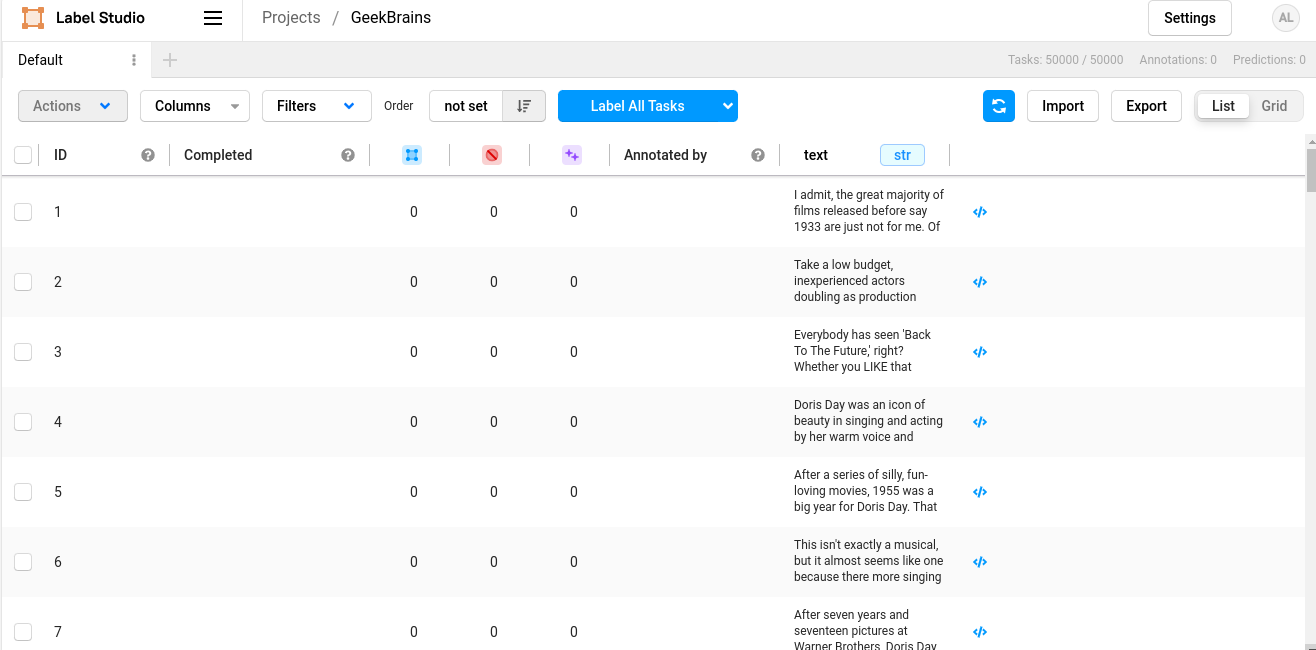 Label Studio
Projects / GeekBrains
Settings
AL
Default
Tasks: 50000 / 50000 Annotations: 0 Predictions: 0
Actions Columns Filters Order not set Label All Tasks Import Export List Grid
ID Completed Annotated by text str
1 0 0 0
I admit, the great majority of
films released before say
1933 are just not for me. Of
2 0 0 0
Take a low budget,
inexperienced actors
doubling as production
3 0 0 0
Everybody has seen 'Back
To The Future,' right?
Whether you LIKE that
4 0 0 0
Doris Day was an icon of
beauty in singing and acting
by her warm voice and
5 0 0 0
After a series of silly, fun-
loving movies, 1955 was a
big year for Doris Day. That
6 0 0 0
This isn't exactly a musical,
but it almost seems like one
because there more singing
7 0 0 0
After seven years and
seventeen pictures at
Warner Brothers, Doris Day